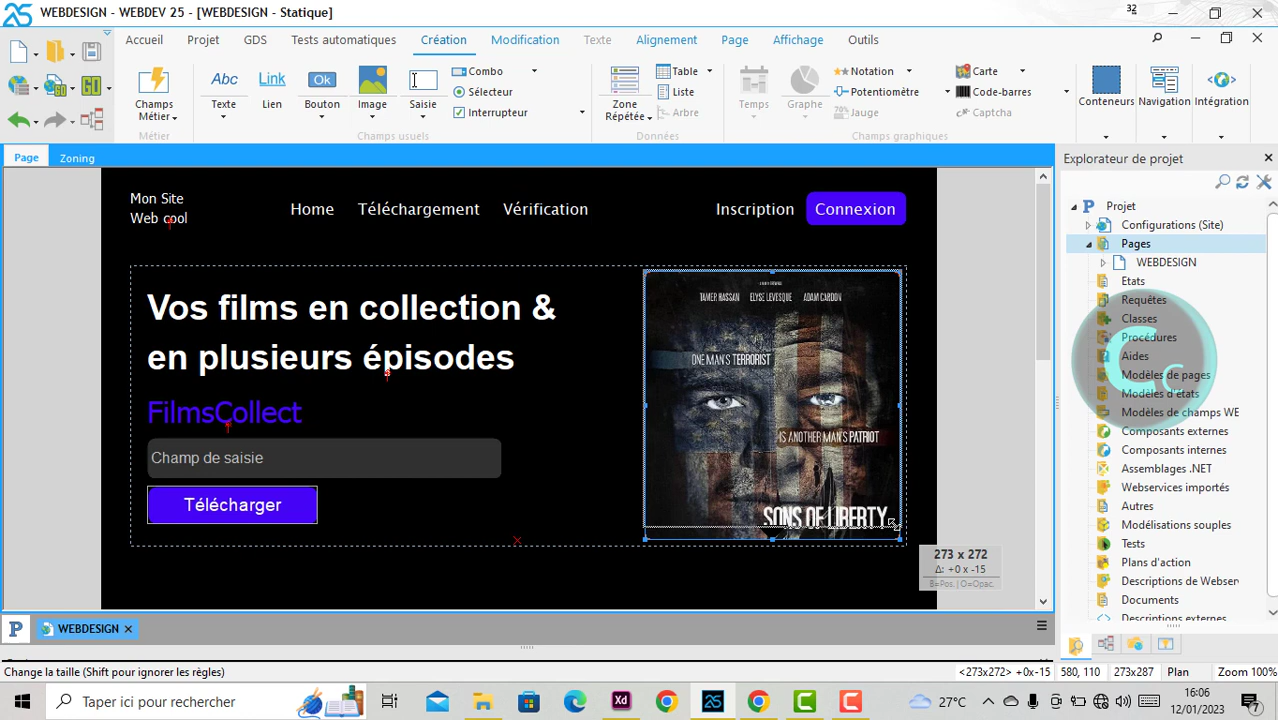 WEBDESIGN - WEBDEV 25 - [WEBDESIGN - Statique]
32
Accueil Projet GDS Tests automatiques Création Modification Texte Alignement Page Affichage Outils
Abc Link Ok
Champs Métier
Texte Lien Bouton Image Saisie
Combo
Sélecteur
Interrupteur
Zone Répétée
Table
Liste
Arbre
Temps Graphe
Notation
Potentiomètre
Jauge
Carte
Code-barres
Captcha
Conteneurs Navigation Intégration
Métier Champs usuels Données Champs graphiques
Page Zoning
Mon Site
Web cool
Home Téléchargement Vérification Inscription Connexion
Vos films en collection &
en plusieurs épisodes
FilmsCollect
Champ de saisie
Télécharger
TAMER HASSAN ELYSE LEVESQUE ADAM CARDON
ONE MAN'S TERRORIST
IS ANOTHER MAN'S PATRIOT
SONS OF LIBERTY
273 x 272
Δ: +0 x -15
B=Pos. | O=Opac.
Explorateur de projet
Projet
Configurations (Site)
Pages
WEBDESIGN
Etats
Requêtes
Classes
Procédures
Aides
Modèles de pages
Modèles d'états
Modèles de champs WE
Composants externes
Composants internes
Assemblages .NET
Webservices importés
Autres
Modélisations souples
Tests
Plans d'action
Descriptions de Webser
Documents
Descriptions externes
WEBDESIGN
Change la taille (Shift pour ignorer les règles)
<273x272> +0x-15 580, 110 273x287 Plan Zoom 100%
Taper ici pour rechercher
27°C
16:06
12/01/2023